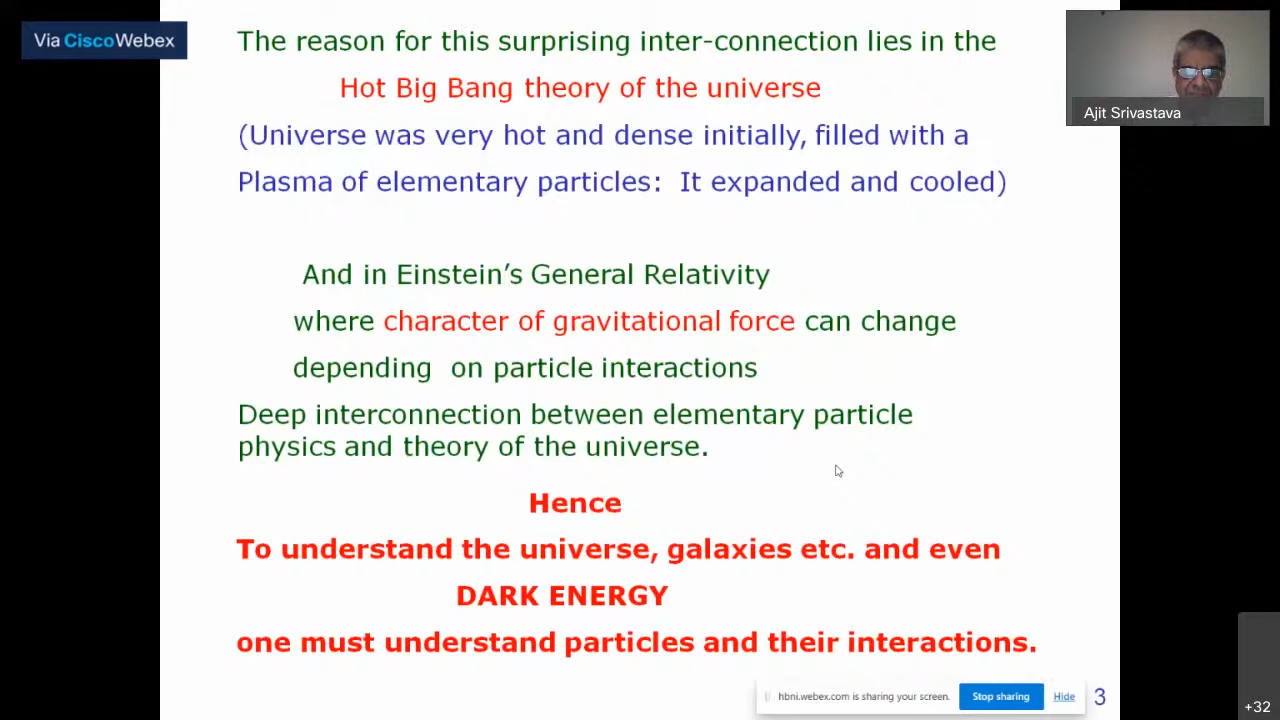 Via CiscoWebex
The reason for this surprising inter-connection lies in the
Hot Big Bang theory of the universe
(Universe was very hot and dense initially, filled with a
Plasma of elementary particles: It expanded and cooled)
Ajit Srivastava
And in Einstein’s General Relativity
where character of gravitational force can change
depending on particle interactions
Deep interconnection between elementary particle
physics and theory of the universe.
Hence
To understand the universe, galaxies etc. and even
DARK ENERGY
one must understand particles and their interactions.
hbni.webex.com is sharing your screen. Stop sharing Hide
3
+32